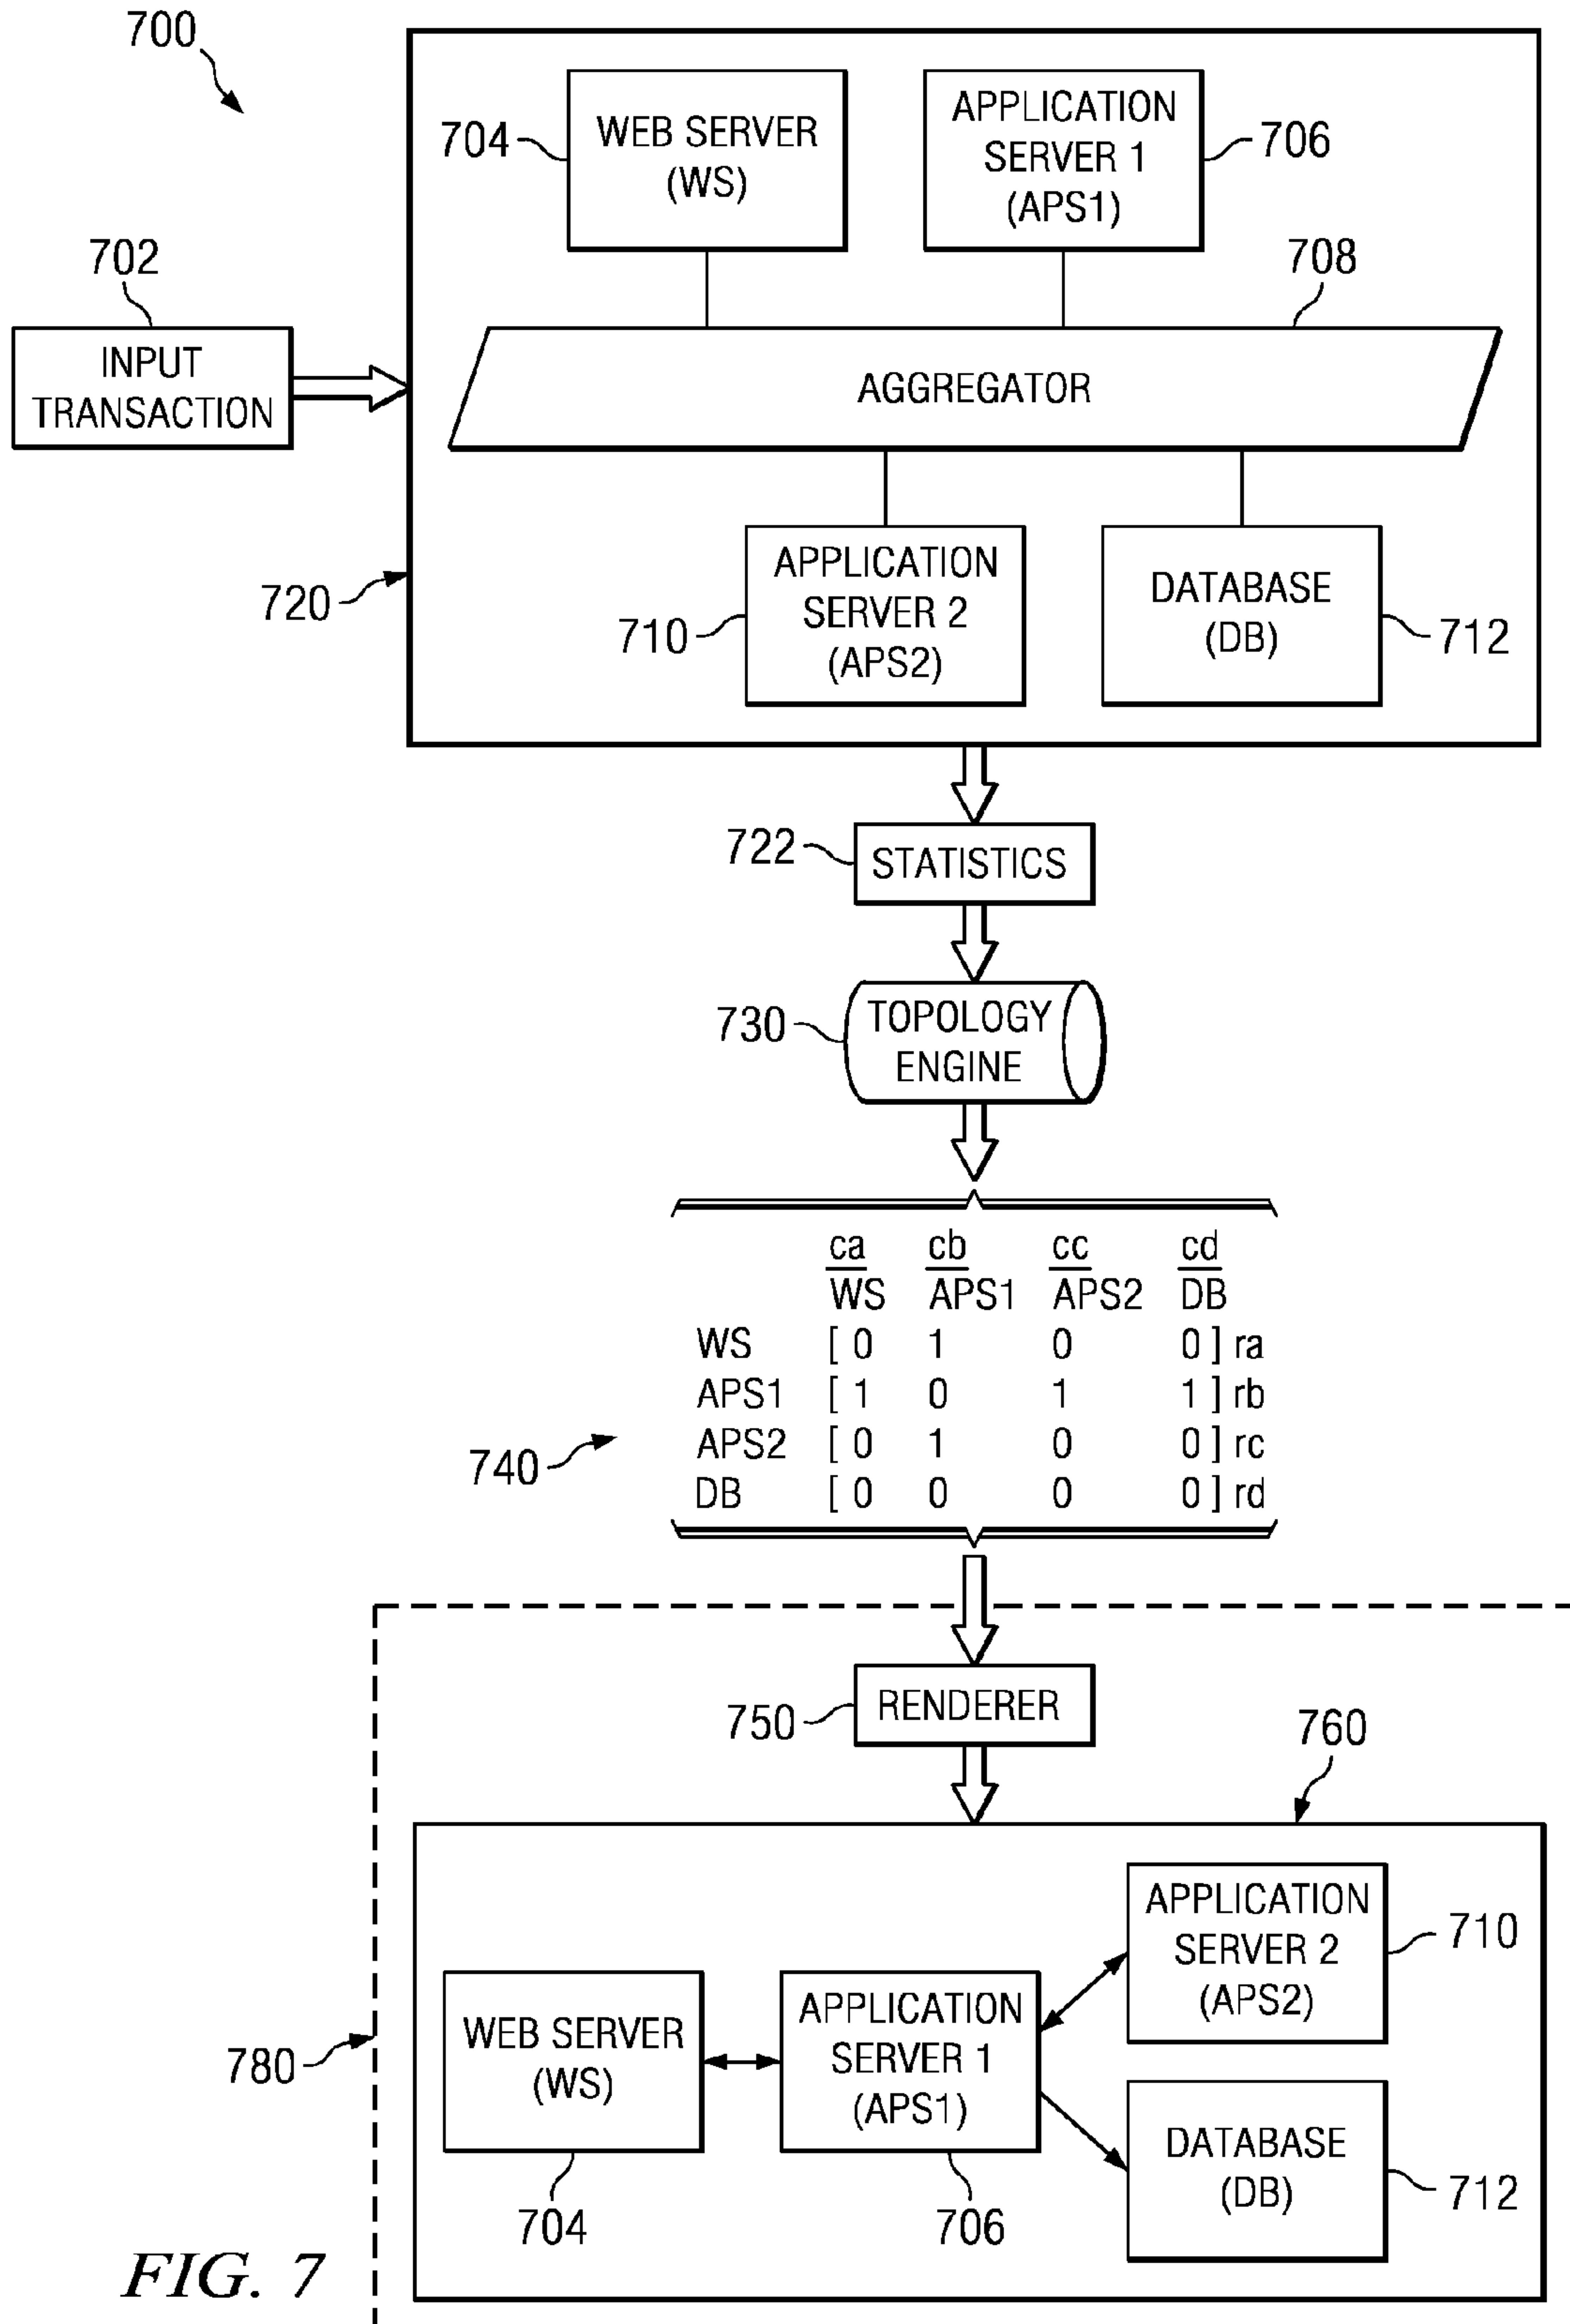 700
704
WEB SERVER
(WS)
APPLICATION
SERVER 1
(APS1)
706
702
INPUT
TRANSACTION
708
AGGREGATOR
720
710
APPLICATION
SERVER 2
(APS2)
DATABASE
(DB)
712
722
STATISTICS
730
TOPOLOGY
ENGINE
ca cb cc cd
WS APS1 APS2 DB
WS [ 0 1 0 0 ] ra
APS1 [ 1 0 1 1 ] rb
APS2 [ 0 1 0 0 ] rc
DB [ 0 0 0 0 ] rd
740
750
RENDERER
760
780
WEB SERVER
(WS)
704
APPLICATION
SERVER 1
(APS1)
706
APPLICATION
SERVER 2
(APS2)
710
DATABASE
(DB)
712
FIG. 7